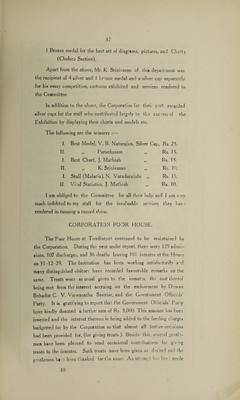 37
1 Bronze medal for the best set of diagrams, pictures, and Charts
(Cholera Section).
Apart from the above, Mr. K. Srinivasan of this department was
the recipient of 4 silver and 1 bronze medal and a silver cup separately
for his essay competition, cartoons exhibited and services rendered to
the Committee
In addition to the above, the Corporation for their part awarded
silver cups for the staff who contributed largely to the success of the
Exhibition by displaying their charts and models etc.
The following are the winners :—
I. Best Model, V. B. Natarajan, Silver Cup, Rs. 25.
II. „ Purushotam „ Rs. 15.
I. Best Chart, J. Mathiah „ Rs. 15.
II. K. Srinivasan „ Rs. 10.
I. Stall (Malaria), N. Varadarajulu „ Rs. 15.
II. Vital Statistics, J. Mathiah „ Rs. 10.
I am obliged to the Committee for all their help and I am very
much indebted to my staff for the invaluable services they have
rendered in running a record show.
CORPORATION POOR HOUSE.
The Poor House at Tondiarpet continued to be maintained by
the Corporation. During the year under report, there were 125 admis-
sions, 107 discharges, and 36 deaths leaving 191 inmates at the House
on 31-12-29. The Institution has been working satisfactorily and
many distinguished visitors have recorded favourable remarks on the
same. Treats were as usual given to the inmates, the cost thereof
being met from the interest accruing on the endowment by Dewan
Bahadur C. V. Viswanatha Sastriar, and the Government Officials'
Party. It is gratifying to report that the Government Officials' Party
have kindly donated a further sum of Rs. 3,000. This amount has been
invested and the interest thereon is being added to the feeding charges
budgetted for by the Corporation so that almost all festive occasions
had been provided for, (for giving treats.) Beside this, several gentle-
men have been pleased to send occasional contributions for giving
treats to the inmates. Such treats have been given as desired and the
gentlemen have been thanked for the same. An attempt has been made
10